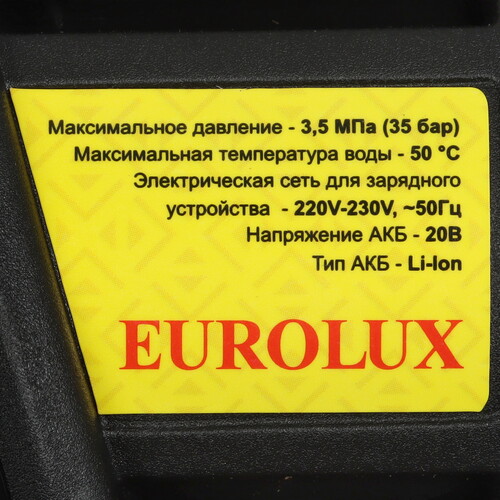 Максимальное давление - 3,5 МПа (35 бар)
Максимальная температура воды - 50 °C
Электрическая сеть для зарядного
устройства - 220V-230V, ~50Гц
Напряжение АКБ - 20В
Тип АКБ - Li-Ion
EUROLUX